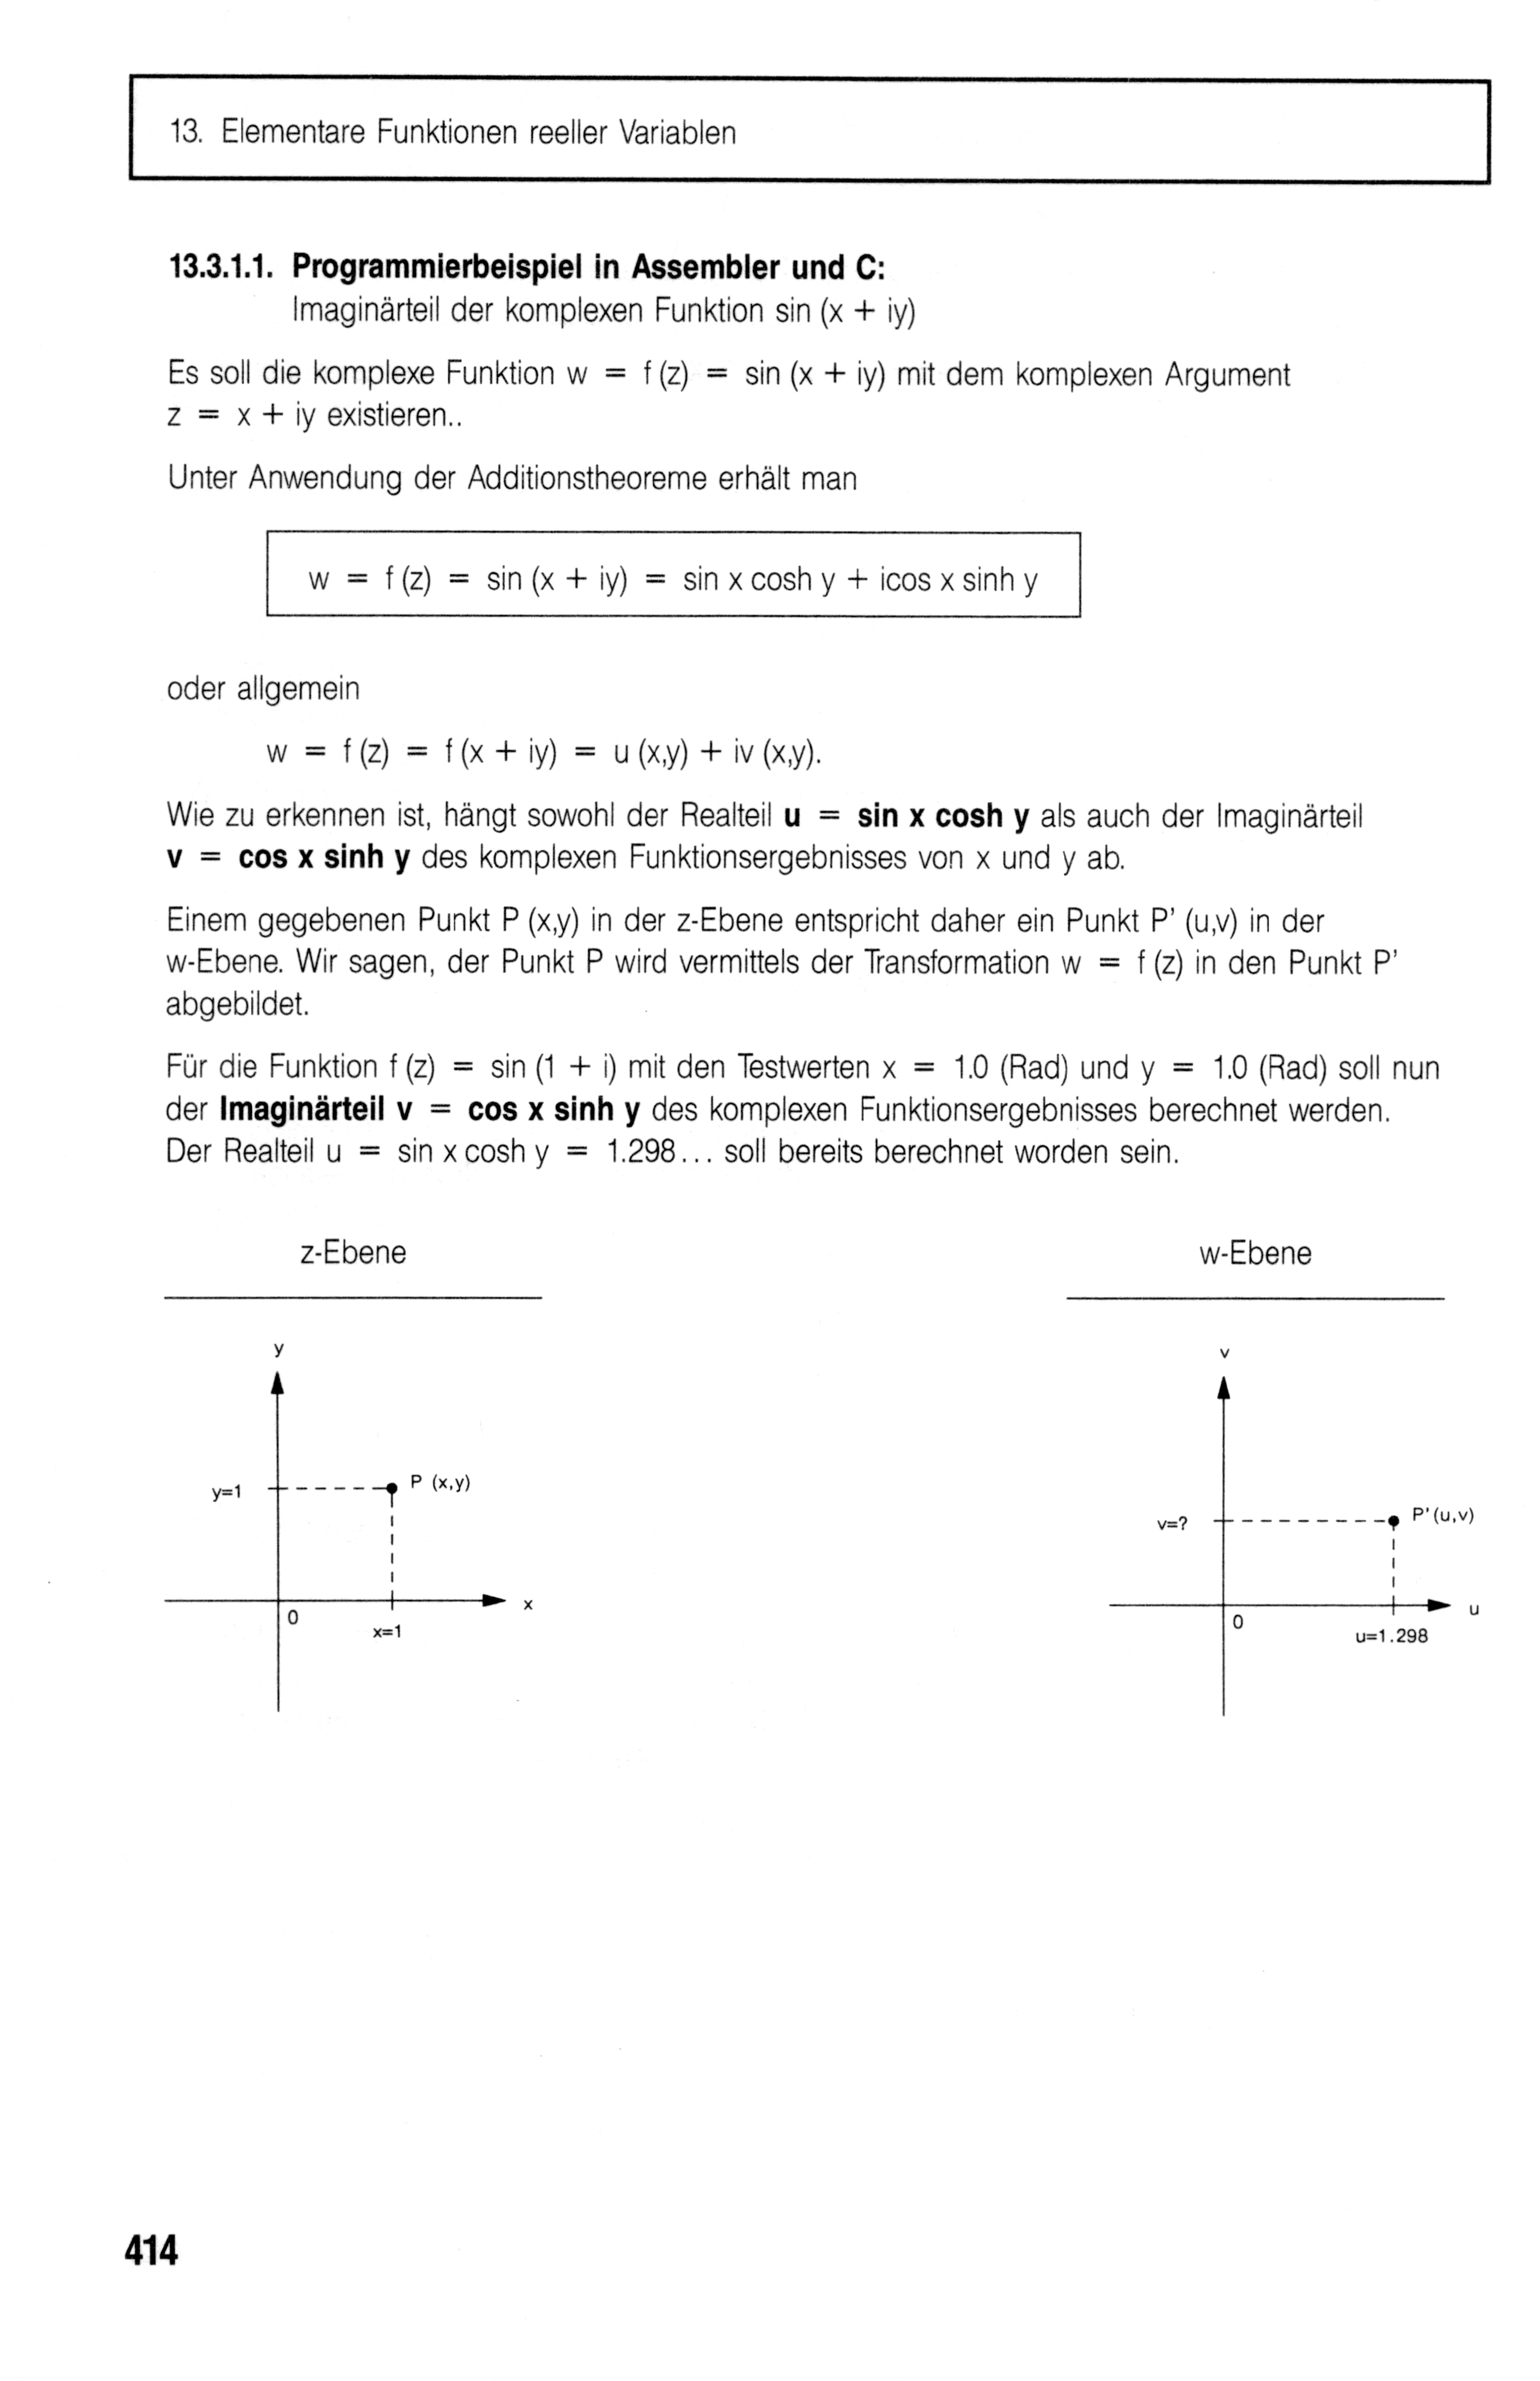 13. Elementare Funktionen reeller Variablen
13.3.1.1. Programmierbeispiel in Assembler und C:
Imaginärteil der komplexen Funktion sin (x + iy)
Es soll die komplexe Funktion w = f (z) = sin (x + iy) mit dem komplexen Argument
z = x + iy existieren..
Unter Anwendung der Additionstheoreme erhält man
w = f (z) = sin (x + iy) = sin x cosh y + icos x sinh y
oder allgemein
w = f (z) = f (x + iy) = u (x,y) + iv (x,y).
Wie zu erkennen ist, hängt sowohl der Realteil u = sin x cosh y als auch der Imaginärteil
v = cos x sinh y des komplexen Funktionsergebnisses von x und y ab.
Einem gegebenen Punkt P (x,y) in der z-Ebene entspricht daher ein Punkt P' (u,v) in der
w-Ebene. Wir sagen, der Punkt P wird vermittels der Transformation w = f (z) in den Punkt P'
abgebildet.
Für die Funktion f (z) = sin (1 + i) mit den Testwerten x = 1.0 (Rad) und y = 1.0 (Rad) soll nun
der Imaginärteil v = cos x sinh y des komplexen Funktionsergebnisses berechnet werden.
Der Realteil u = sin x cosh y = 1.298... soll bereits berechnet worden sein.
z-Ebene
y
y=1
P (x,y)
0
x=1
x
w-Ebene
v
v=?
P' (u,v)
0
u=1.298
u
414